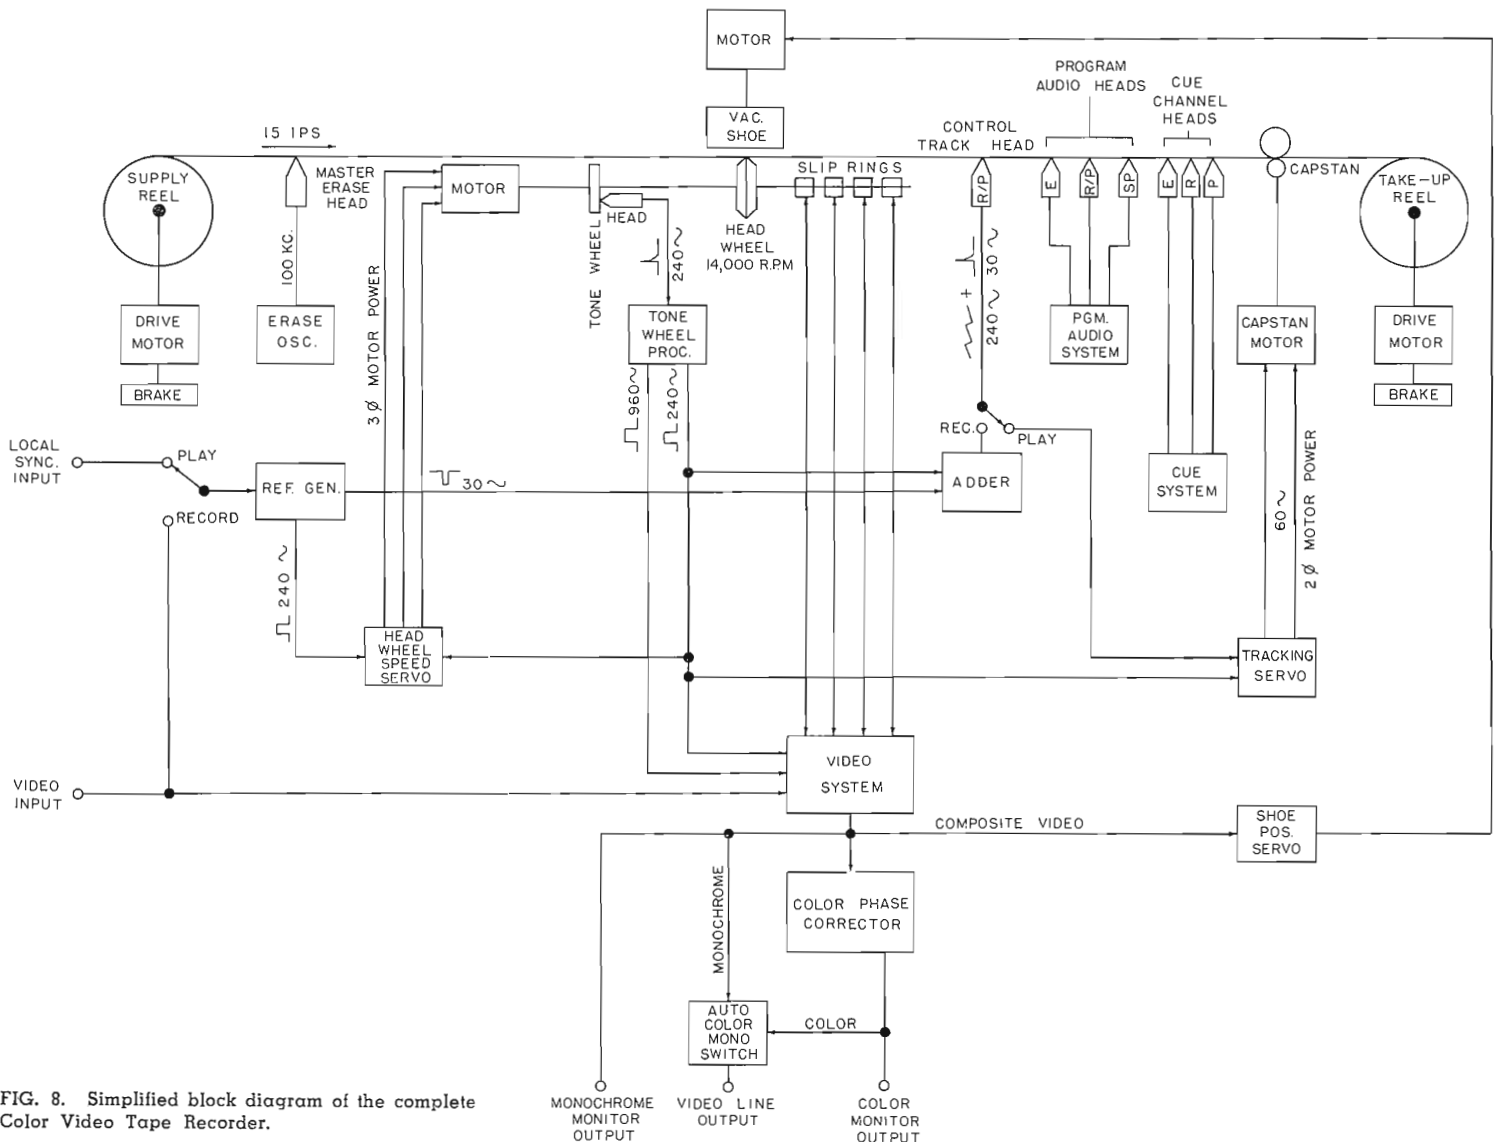 MOTOR
VAC.
SHOE
PROGRAM
AUDIO HEADS
CUE
CHANNEL
HEADS
CONTROL
TRACK HEAD
15 IPS
SUPPLY
REEL
MASTER
ERASE
HEAD
MOTOR
HEAD
TONE WHEEL
HEAD
WHEEL
14,000 R.P.M
SLIP RINGS
R/P
E
R/P
SP
E
R
P
CAPSTAN
TAKE-UP
REEL
100 KC.
3Ø MOTOR POWER
240~
240~ 30~
+
DRIVE
MOTOR
BRAKE
ERASE
OSC.
TONE
WHEEL
PROC.
PGM.
AUDIO
SYSTEM
CAPSTAN
MOTOR
DRIVE
MOTOR
BRAKE
960~
240~
LOCAL
SYNC.
INPUT
PLAY
RECORD
REF. GEN.
30~
REC.
PLAY
ADDER
CUE
SYSTEM
60~
2Ø MOTOR POWER
240~
HEAD
WHEEL
SPEED
SERVO
TRACKING
SERVO
VIDEO
INPUT
VIDEO
SYSTEM
COMPOSITE VIDEO
SHOE
POS.
SERVO
MONOCHROME
COLOR PHASE
CORRECTOR
AUTO
COLOR
MONO
SWITCH
COLOR
MONOCHROME
MONITOR
OUTPUT
VIDEO LINE
OUTPUT
COLOR
MONITOR
OUTPUT
FIG. 8. Simplified block diagram of the complete
Color Video Tape Recorder.